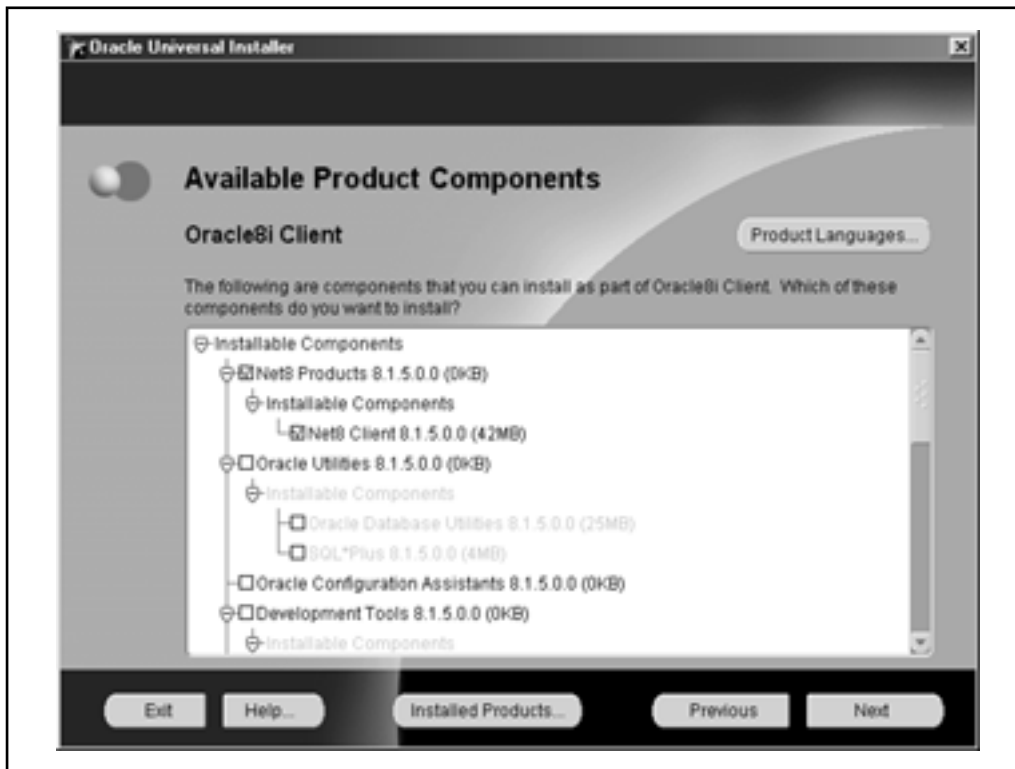 Oracle Universal Installer
Available Product Components
Oracle8i Client
Product Languages...
The following are components that you can install as part of Oracle8i Client. Which of these
components do you want to install?
Installable Components
Net8 Products 8.1.5.0.0 (0KB)
Installable Components
Net8 Client 8.1.5.0.0 (42MB)
Oracle Utilities 8.1.5.0.0 (0KB)
Installable Components
Oracle Database Utilities 8.1.5.0.0 (25MB)
SQL*Plus 8.1.5.0.0 (4MB)
Oracle Configuration Assistants 8.1.5.0.0 (0KB)
Development Tools 8.1.5.0.0 (0KB)
Installable Components
Exit Help... Installed Products... Previous Next